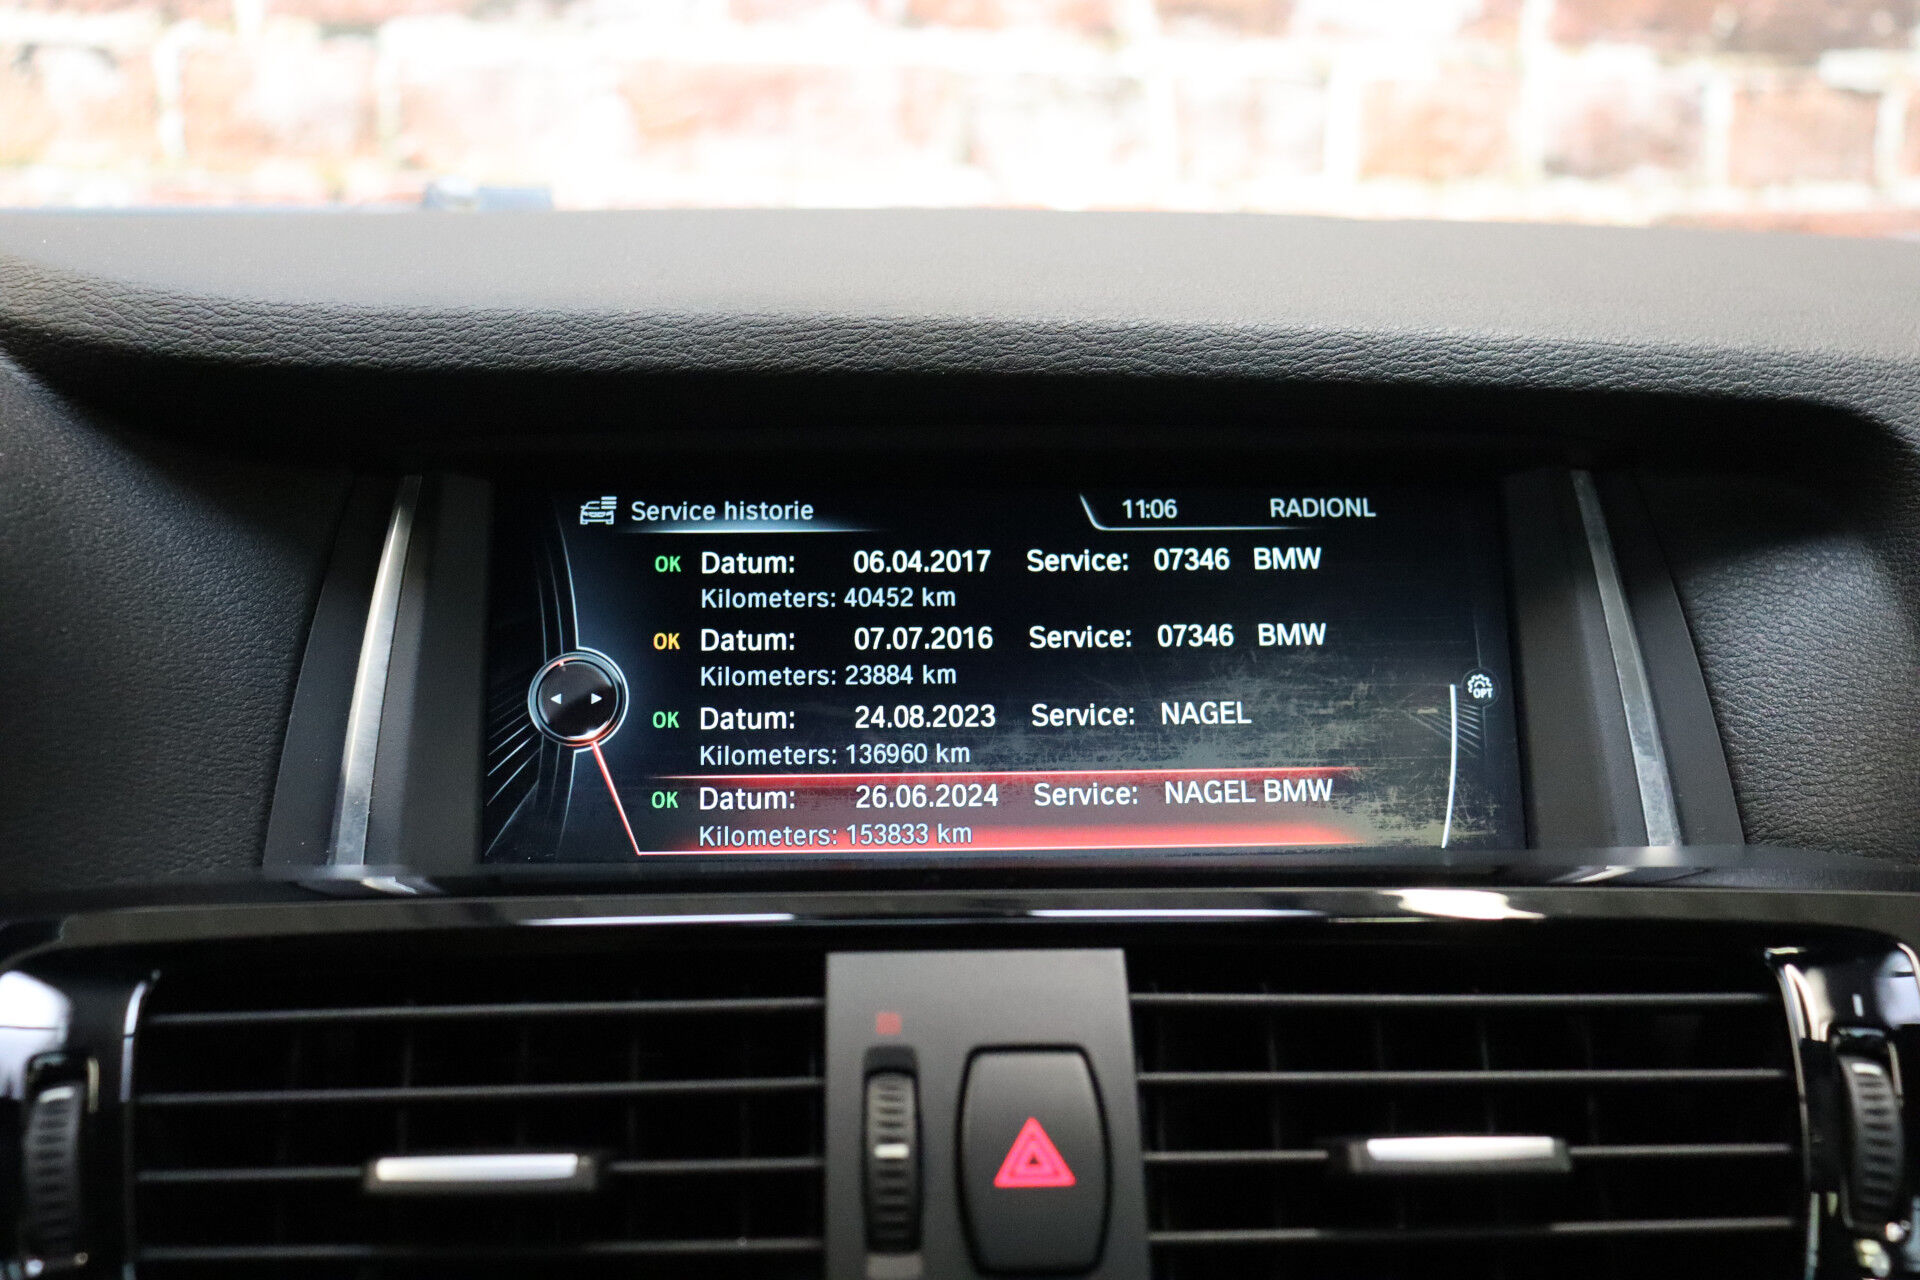 Service historie 11:06 RADIONL
OK Datum: 06.04.2017 Service: 07346 BMW
Kilometers: 40452 km
OK Datum: 07.07.2016 Service: 07346 BMW
Kilometers: 23884 km
OPT
OK Datum: 24.08.2023 Service: NAGEL
Kilometers: 136960 km
OK Datum: 26.06.2024 Service: NAGEL BMW
Kilometers: 153833 km